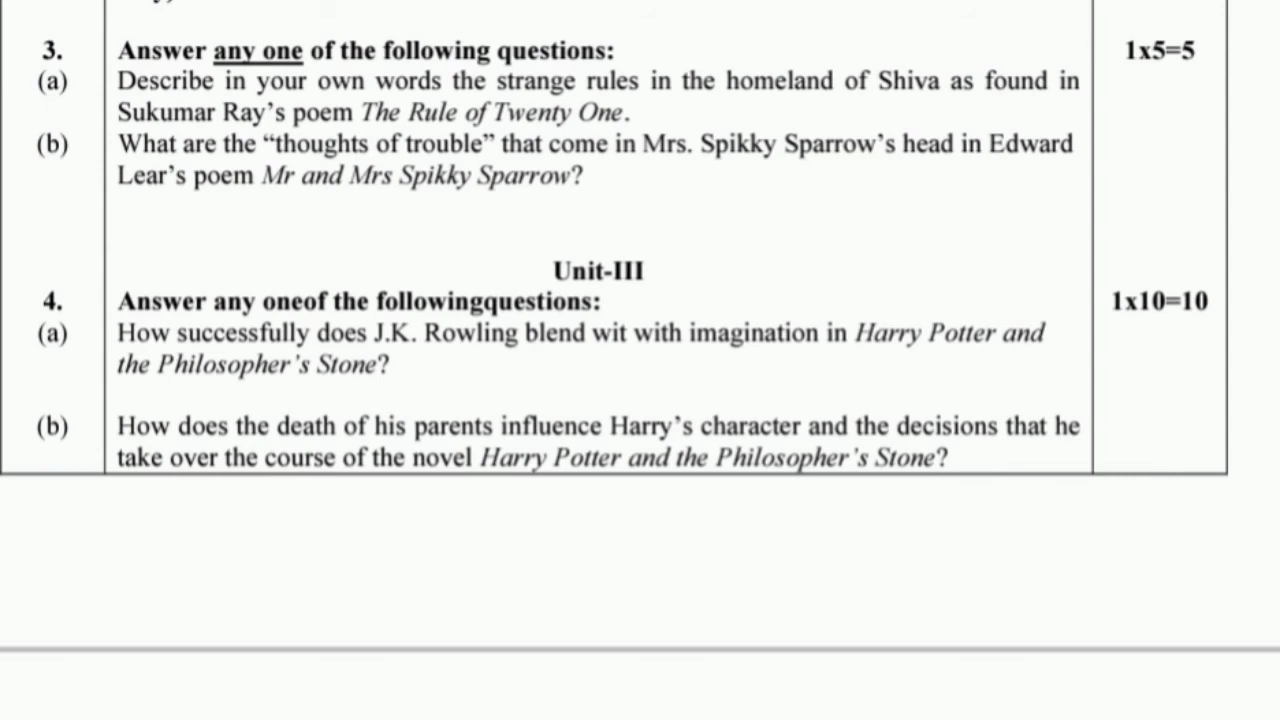 3. Answer any one of the following questions: 1x5=5
(a) Describe in your own words the strange rules in the homeland of Shiva as found in
Sukumar Ray’s poem The Rule of Twenty One.
(b) What are the “thoughts of trouble” that come in Mrs. Spikky Sparrow’s head in Edward
Lear’s poem Mr and Mrs Spikky Sparrow?
Unit-III
4. Answer any oneof the followingquestions: 1x10=10
(a) How successfully does J.K. Rowling blend wit with imagination in Harry Potter and
the Philosopher’s Stone?
(b) How does the death of his parents influence Harry’s character and the decisions that he
take over the course of the novel Harry Potter and the Philosopher’s Stone?